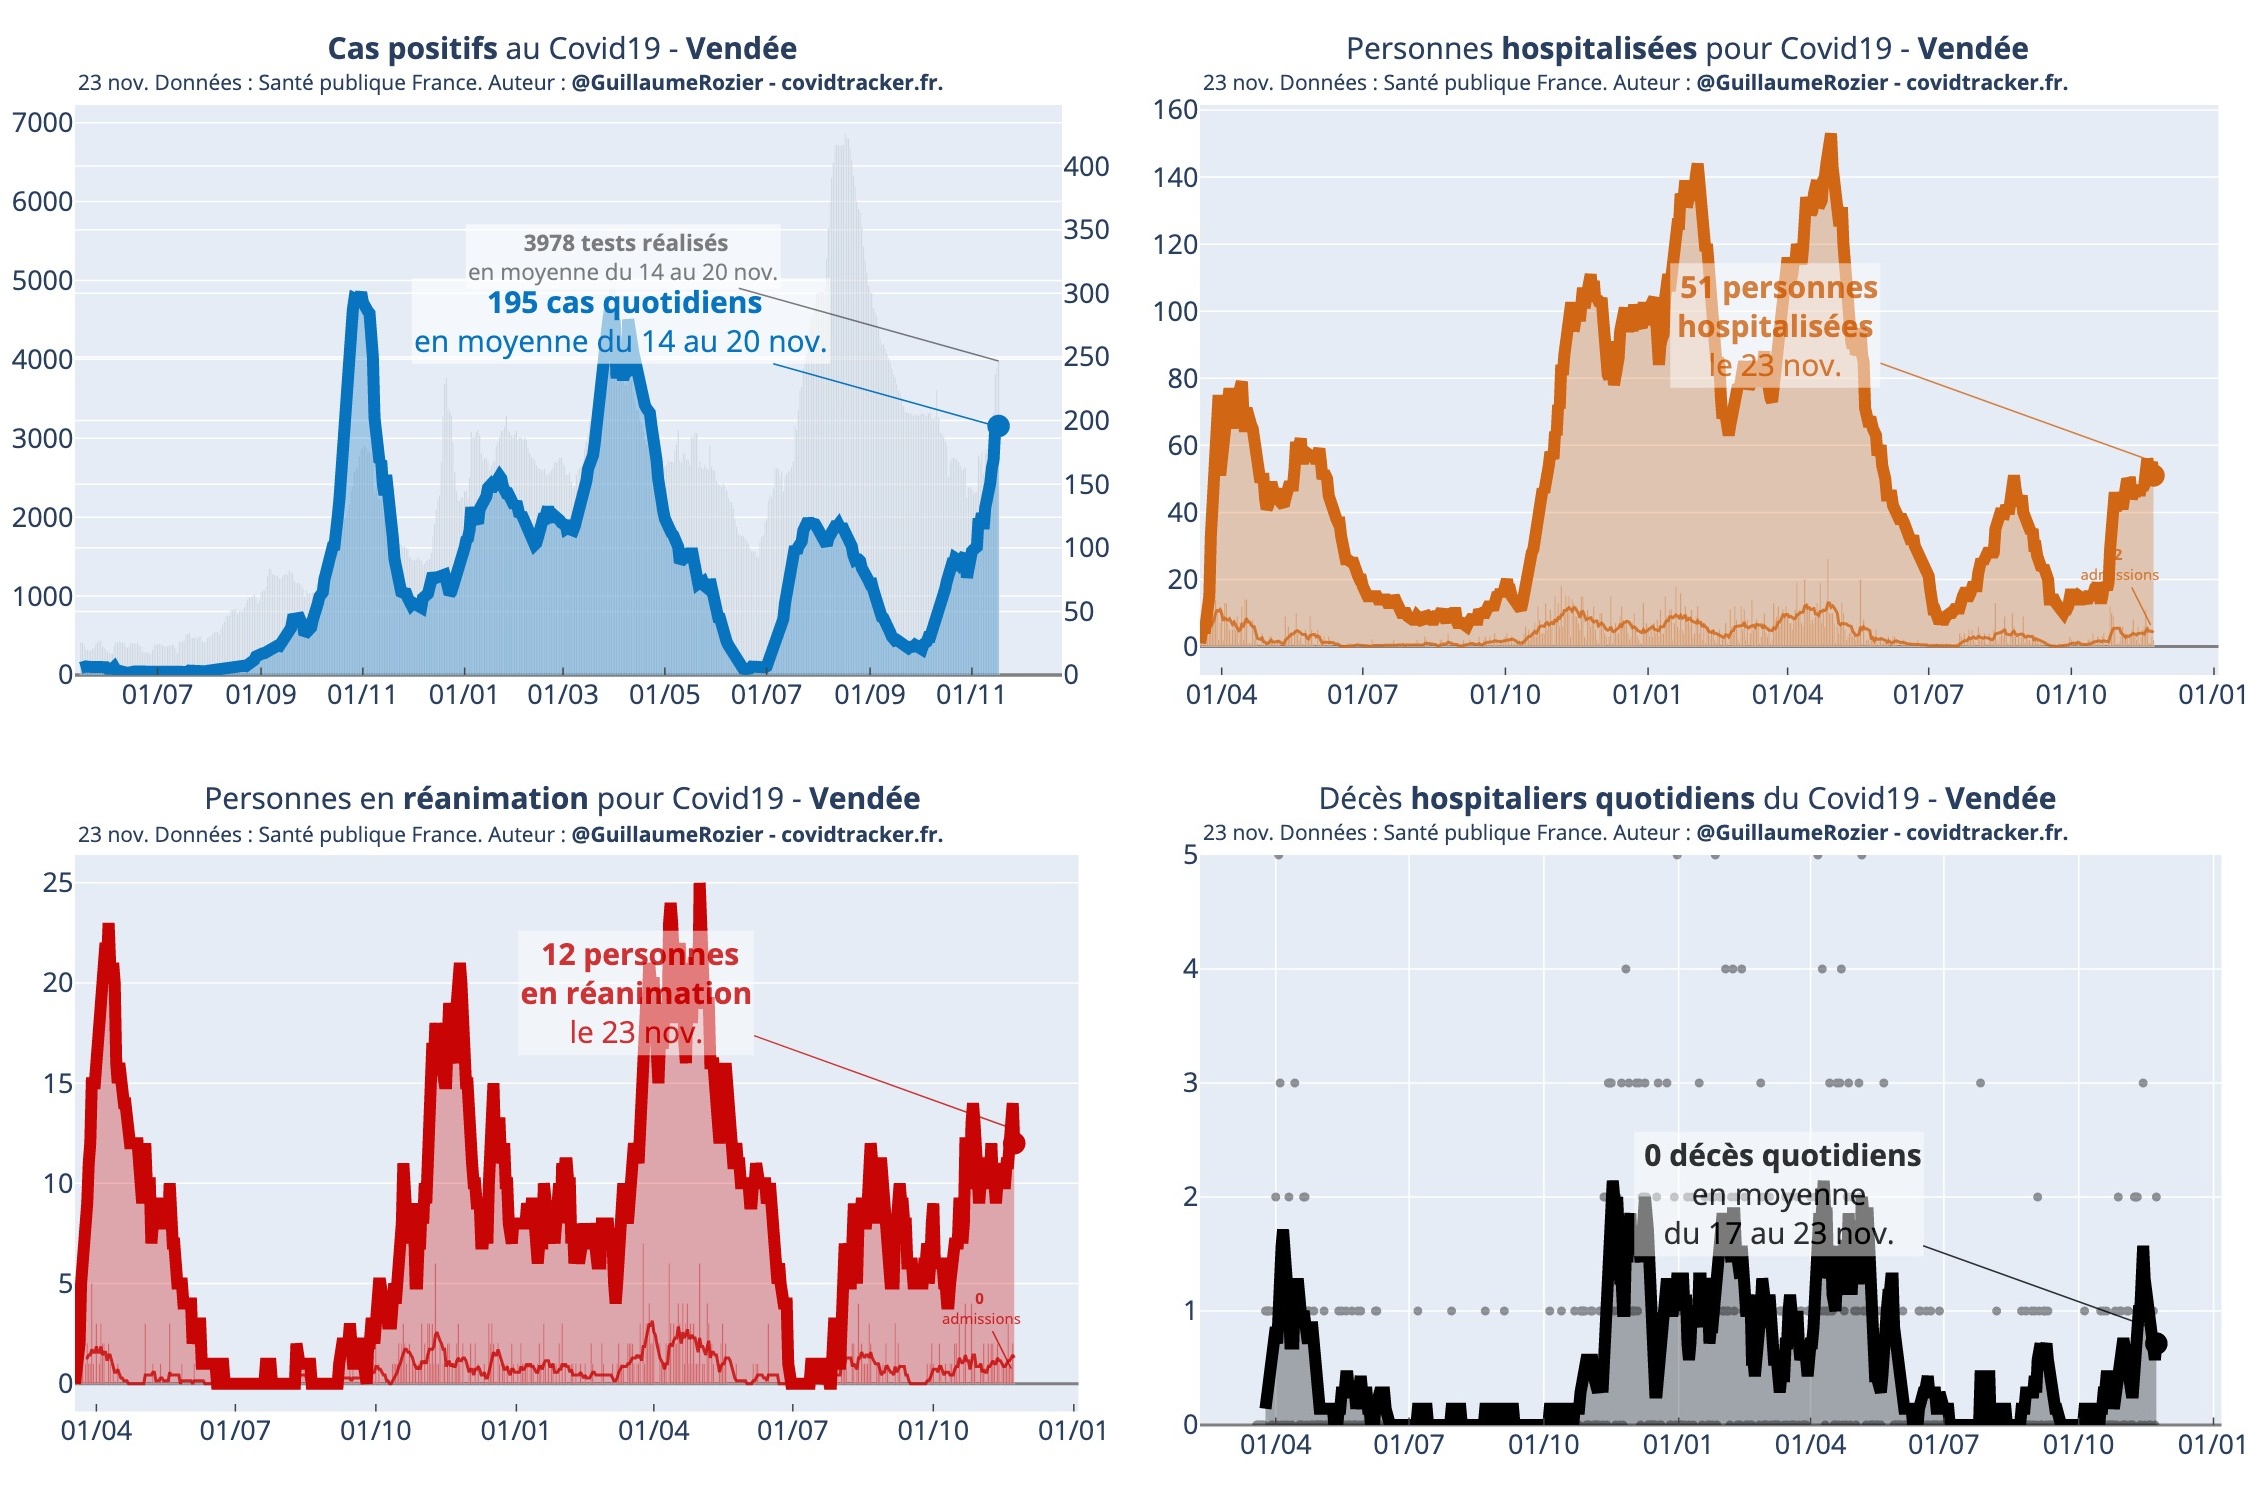 Cas positifs au Covid19 - Vendée
23 nov. Données : Santé publique France. Auteur : @GuillaumeRozier - covidtracker.fr.
7000
6000
5000
4000
3000
2000
1000
0
400
350
300
250
200
150
100
50
0
3978 tests réalisés
en moyenne du 14 au 20 nov.
195 cas quotidiens
en moyenne du 14 au 20 nov.
01/07 01/09 01/11 01/01 01/03 01/05 01/07 01/09 01/11
Personnes hospitalisées pour Covid19 - Vendée
23 nov. Données : Santé publique France. Auteur : @GuillaumeRozier - covidtracker.fr.
160
140
120
100
80
60
40
20
0
51 personnes
hospitalisées
le 23 nov.
2
admissions
01/04 01/07 01/10 01/01 01/04 01/07 01/10 01/01
Personnes en réanimation pour Covid19 - Vendée
23 nov. Données : Santé publique France. Auteur : @GuillaumeRozier - covidtracker.fr.
25
20
15
10
5
0
12 personnes
en réanimation
le 23 nov.
0
admissions
01/04 01/07 01/10 01/01 01/04 01/07 01/10 01/01
Décès hospitaliers quotidiens du Covid19 - Vendée
23 nov. Données : Santé publique France. Auteur : @GuillaumeRozier - covidtracker.fr.
5
4
3
2
1
0
0 décès quotidiens
en moyenne
du 17 au 23 nov.
01/04 01/07 01/10 01/01 01/04 01/07 01/10 01/01